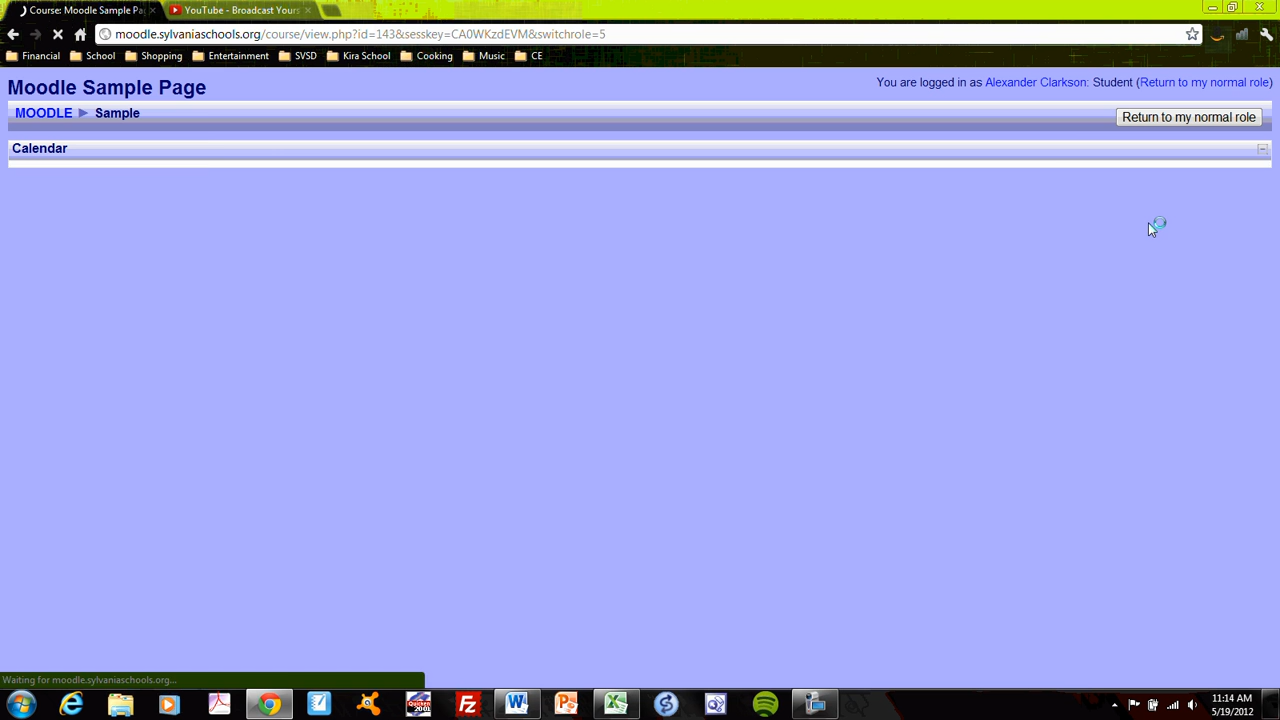 Course: Moodle Sample Pa
YouTube - Broadcast Yours
moodle.sylvaniaschools.org/course/view.php?id=143&sesskey=CA0WKzdEVM&switchrole=5
Financial School Shopping Entertainment SVSD Kira School Cooking Music CE
Moodle Sample Page
You are logged in as Alexander Clarkson: Student (Return to my normal role)
MOODLE ► Sample
Return to my normal role
Calendar
Waiting for moodle.sylvaniaschools.org...
11:14 AM
5/19/2012